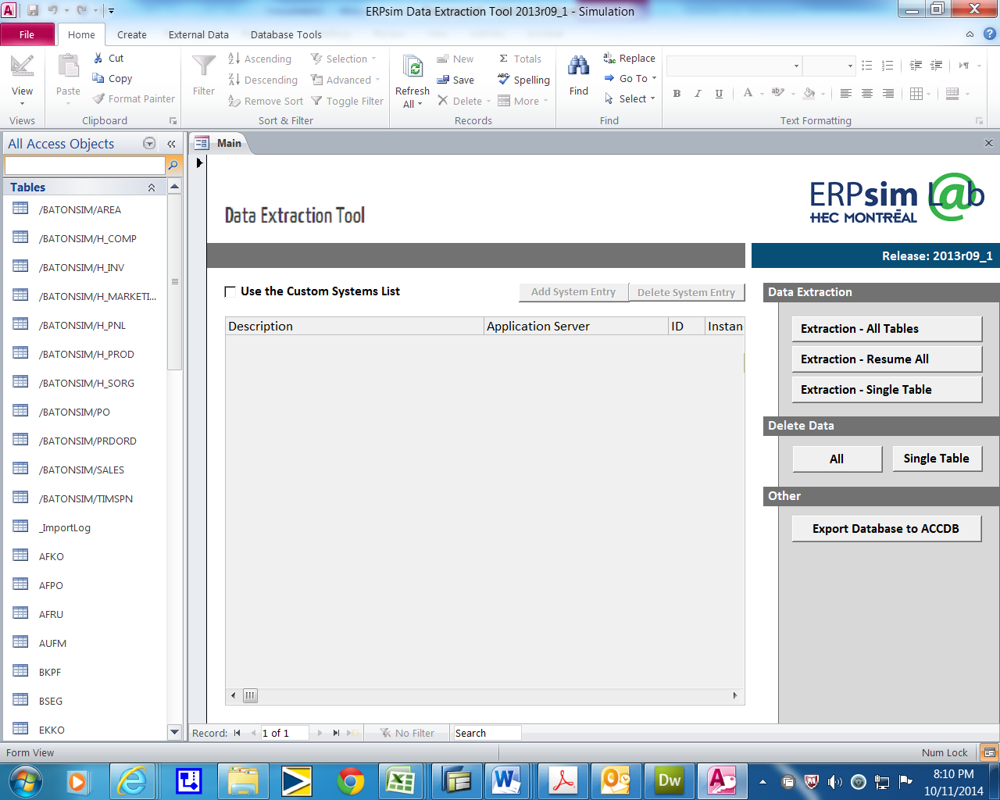 ERPsim Data Extraction Tool 2013r09_1 - Simulation
File Home Create External Data Database Tools
View
Views
Paste
Cut
Copy
Format Painter
Clipboard
Filter
Ascending
Descending
Remove Sort
Selection
Advanced
Toggle Filter
Sort & Filter
Refresh
All
New
Save
Delete
Totals
Spelling
More
Records
Find
Replace
Go To
Select
Find
B I U
Text Formatting
All Access Objects
Tables
/BATONSIM/AREA
/BATONSIM/H_COMP
/BATONSIM/H_INV
/BATONSIM/H_MARKETI...
/BATONSIM/H_PNL
/BATONSIM/H_PROD
/BATONSIM/H_SORG
/BATONSIM/PO
/BATONSIM/PRDORD
/BATONSIM/SALES
/BATONSIM/TIMSPN
_ImportLog
AFKO
AFPO
AFRU
AUFM
BKPF
BSEG
EKKO
Main
Data Extraction Tool
ERPsim L@b
HEC MONTRÉAL
Release: 2013r09_1
Use the Custom Systems List
Add System Entry
Delete System Entry
Description Application Server ID Instan
Data Extraction
Extraction - All Tables
Extraction - Resume All
Extraction - Single Table
Delete Data
All
Single Table
Other
Export Database to ACCDB
Record: 1 of 1 No Filter Search
Form View
Num Lock
8:10 PM
10/11/2014